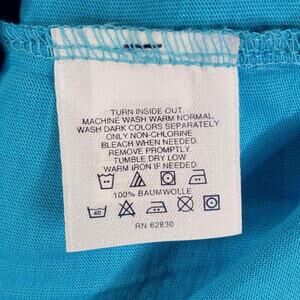 TURN INSIDE OUT.
MACHINE WASH WARM NORMAL.
WASH DARK COLORS SEPARATELY
ONLY NON-CHLORINE
BLEACH WHEN NEEDED.
REMOVE PROMPTLY.
TUMBLE DRY LOW
WARM IRON IF NEEDED.
100% BAUMWOLLE
40
RN 62830